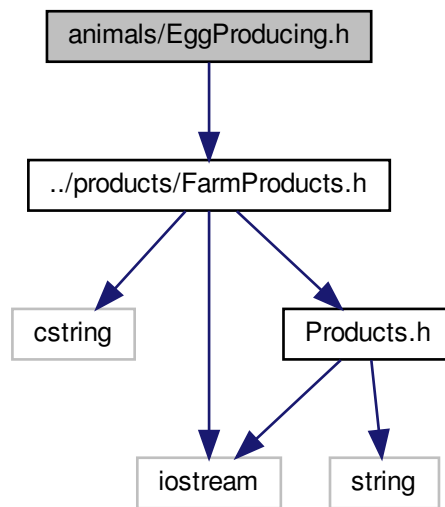 animals/EggProducing.h
../products/FarmProducts.h
cstring
Products.h
iostream
string